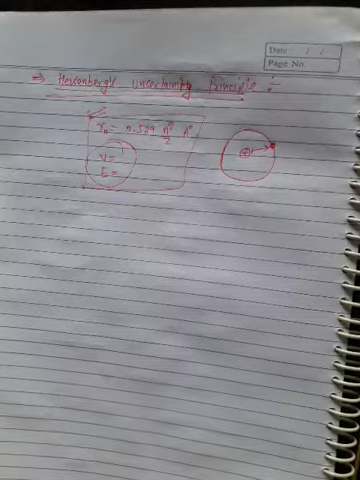 Date / /
Page No.
⇒ Heisenberg's uncertainty Principle :-
rn = 0.529 n²/z A°
V =
E =
+